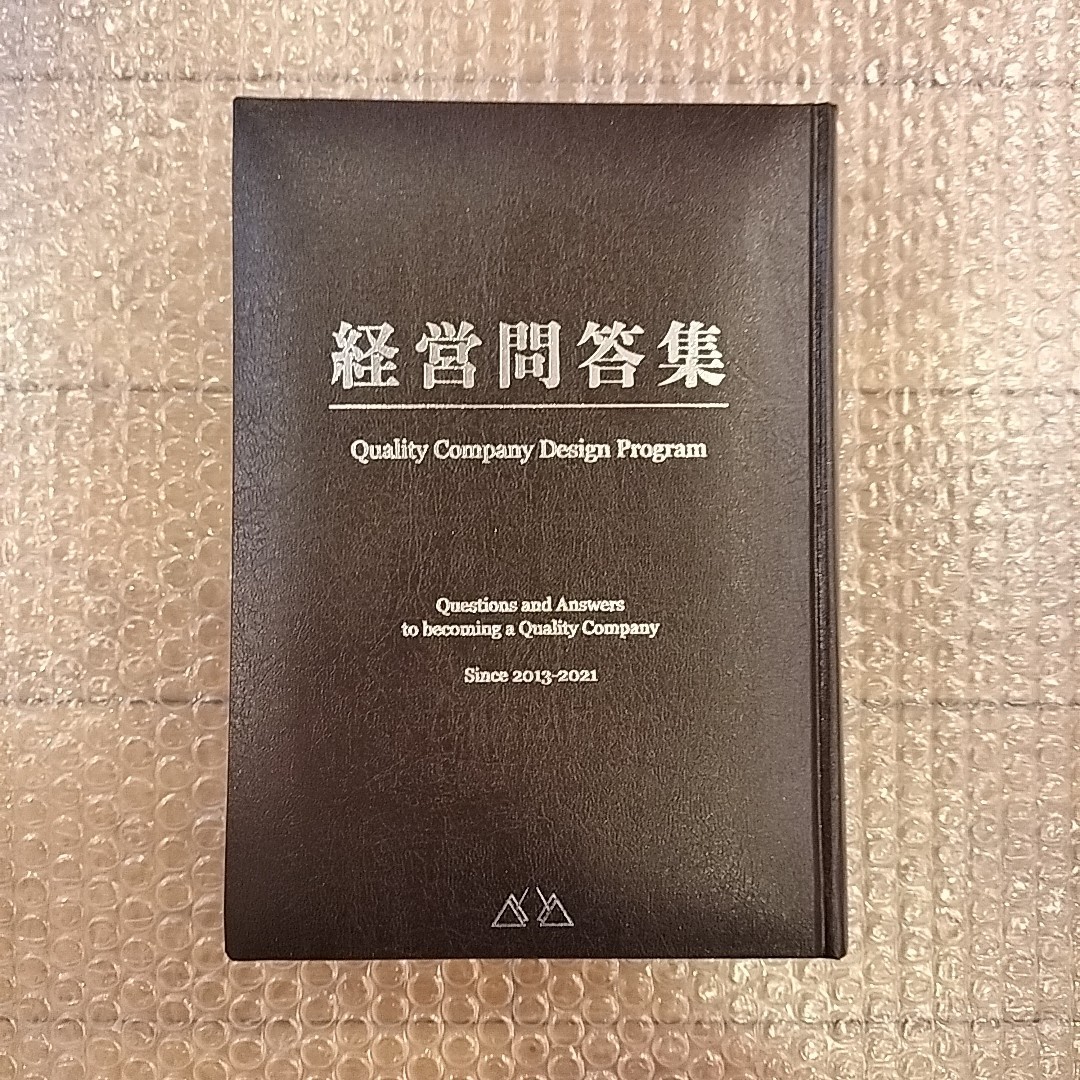 経営問答集
Quality Company Design Program
Questions and Answers
to becoming a Quality Company
Since 2013-2021